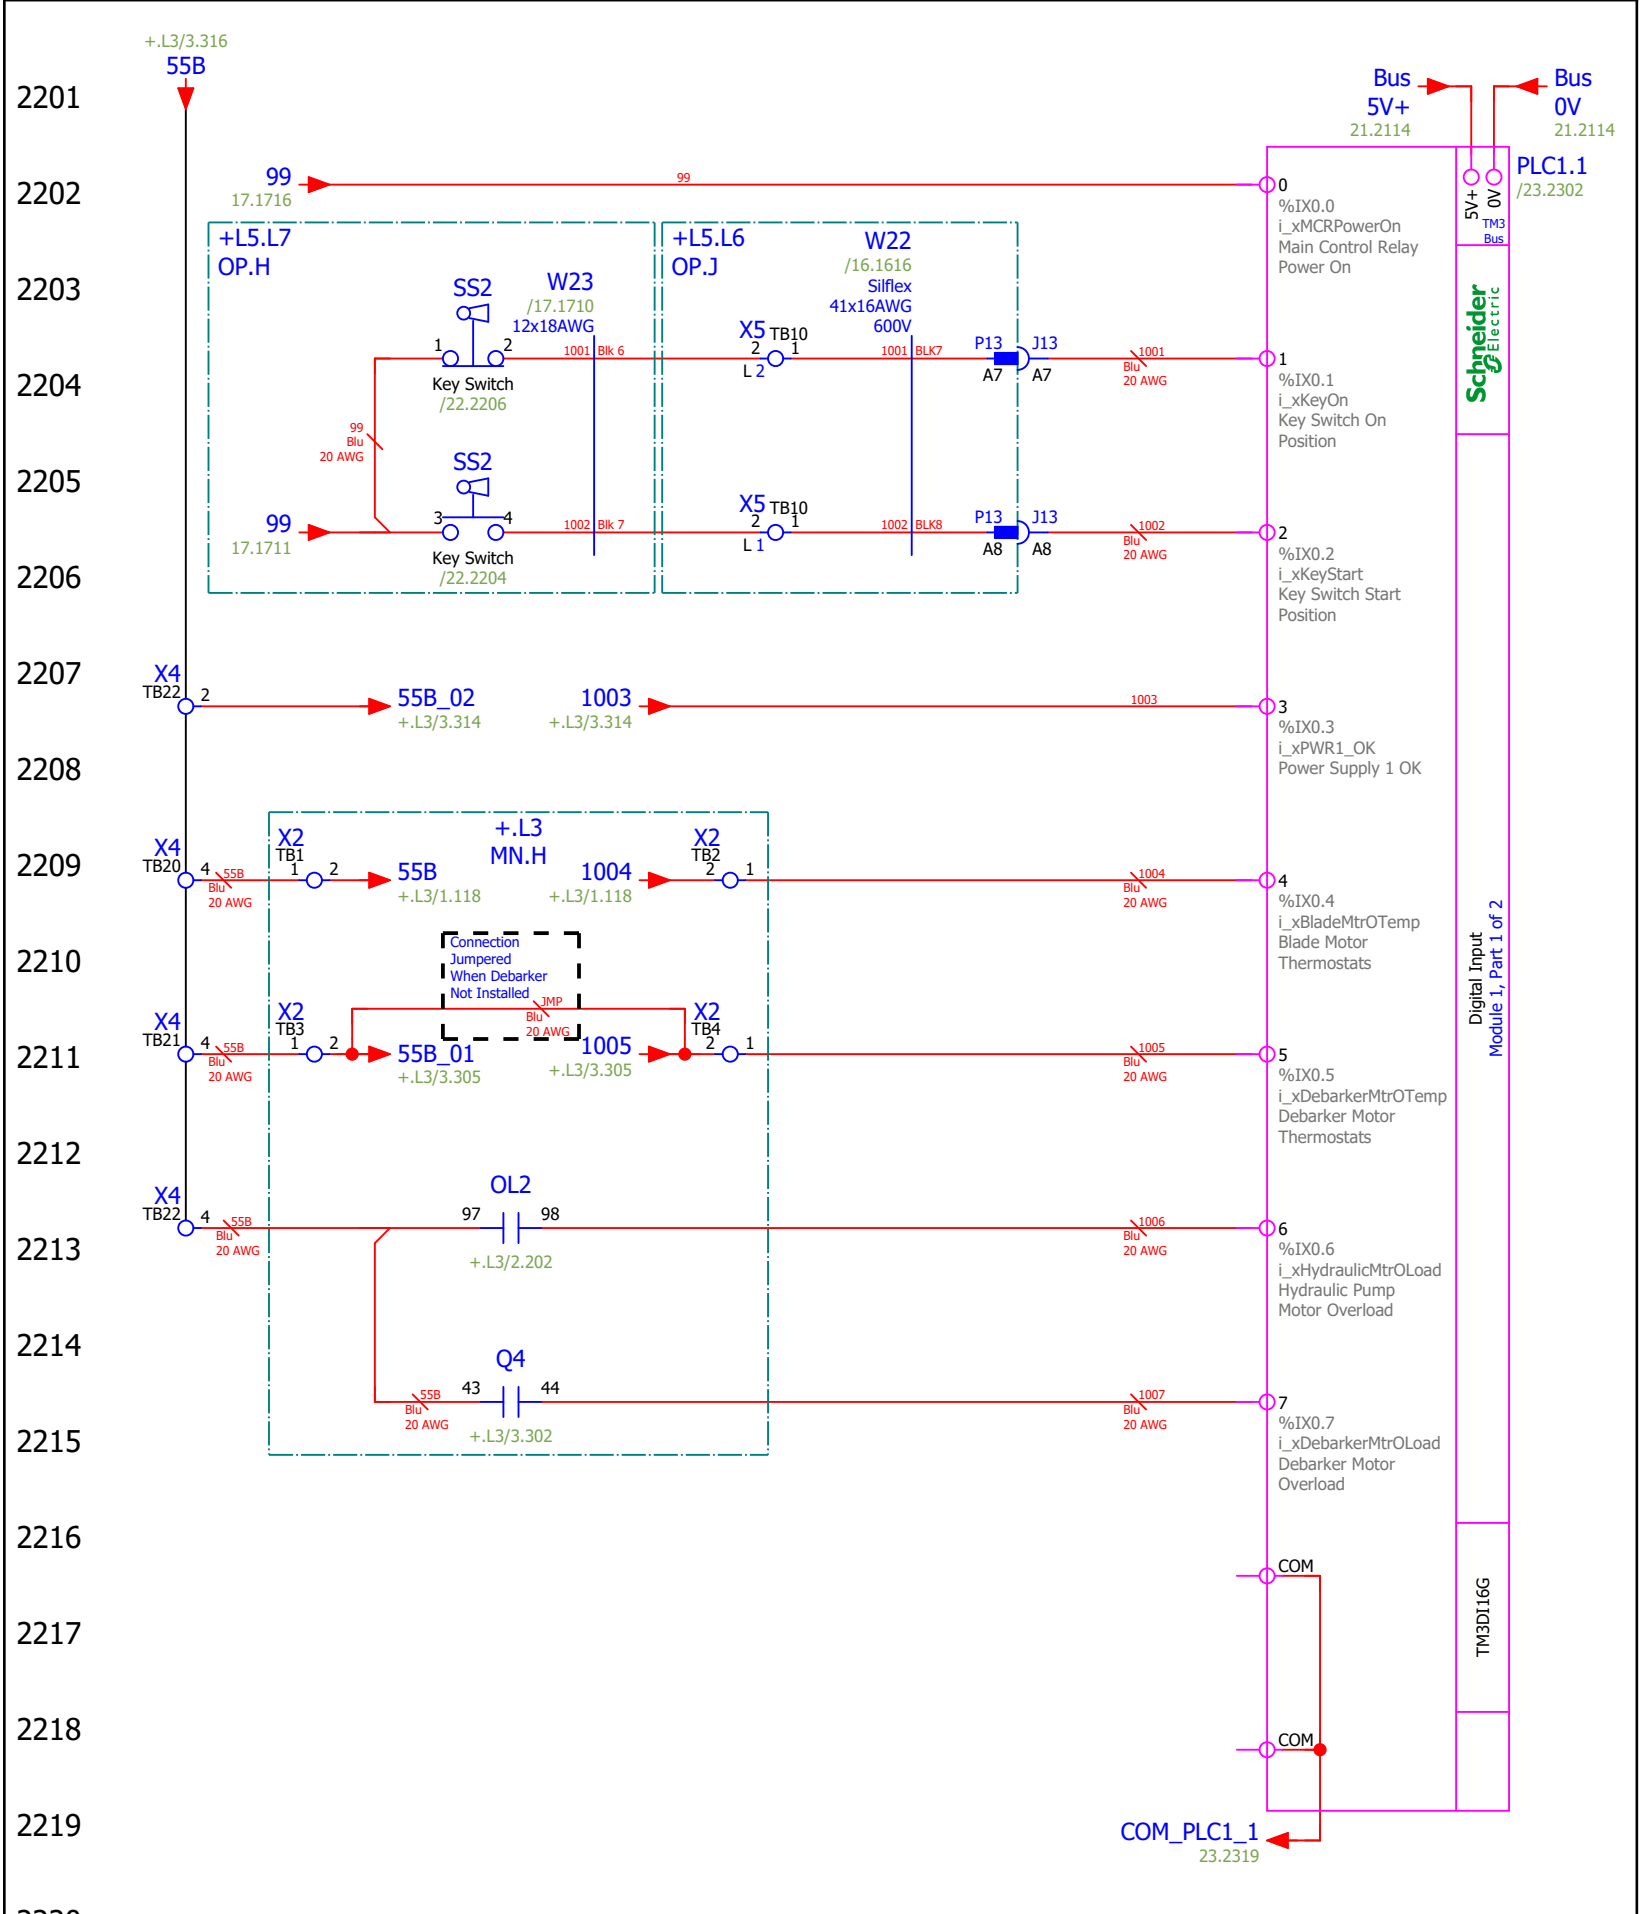 +.L3/3.316
55B
2201
Bus
5V+
21.2114
Bus
0V
21.2114
PLC1.1
/23.2302
5V+
0V
TM3
Bus
2202
99
17.1716
99
0
%IX0.0
i_xMCRPowerOn
Main Control Relay
Power On
+L5.L7
OP.H
+L5.L6
OP.J
W22
/16.1616
Silflex
41x16AWG
600V
2203
SS2
W23
/17.1710
12x18AWG
Schneider
Electric
1
2
1001 Blk 6
X5 TB10
2 1
L 2
1001 BLK7
P13 J13
A7 A7
1001
Blu
20 AWG
1
%IX0.1
i_xKeyOn
Key Switch On
Position
2204
Key Switch
/22.2206
99
Blu
20 AWG
2205
SS2
99
17.1711
3
4
1002 Blk 7
X5 TB10
2 1
L 1
1002 BLK8
P13 J13
A8 A8
1002
Blu
20 AWG
2
%IX0.2
i_xKeyStart
Key Switch Start
Position
Key Switch
/22.2204
2206
2207
X4
TB22 2
55B_02
+.L3/3.314
1003
+.L3/3.314
1003
3
%IX0.3
i_xPWR1_OK
Power Supply 1 OK
2208
+.L3
MN.H
2209
X4
TB20 4
55B
Blu
20 AWG
X2
TB1
1 2
55B
+.L3/1.118
1004
+.L3/1.118
X2
TB2
2 1
1004
Blu
20 AWG
4
%IX0.4
i_xBladeMtrOTemp
Blade Motor
Thermostats
2210
Connection
Jumpered
When Debarker
Not Installed
JMP
Blu
20 AWG
Digital Input
Module 1, Part 1 of 2
2211
X4
TB21 4
55B
Blu
20 AWG
X2
TB3
1 2
55B_01
+.L3/3.305
1005
+.L3/3.305
X2
TB4
2 1
1005
Blu
20 AWG
5
%IX0.5
i_xDebarkerMtrOTemp
Debarker Motor
Thermostats
2212
X4
TB22 4
55B
Blu
20 AWG
OL2
97 98
+.L3/2.202
1006
Blu
20 AWG
6
%IX0.6
i_xHydraulicMtrOLoad
Hydraulic Pump
Motor Overload
2213
2214
Q4
55B
Blu
20 AWG
43 44
+.L3/3.302
1007
Blu
20 AWG
7
%IX0.7
i_xDebarkerMtrOLoad
Debarker Motor
Overload
2215
2216
COM
TM3DI16G
2217
2218
COM
2219
COM_PLC1_1
23.2319